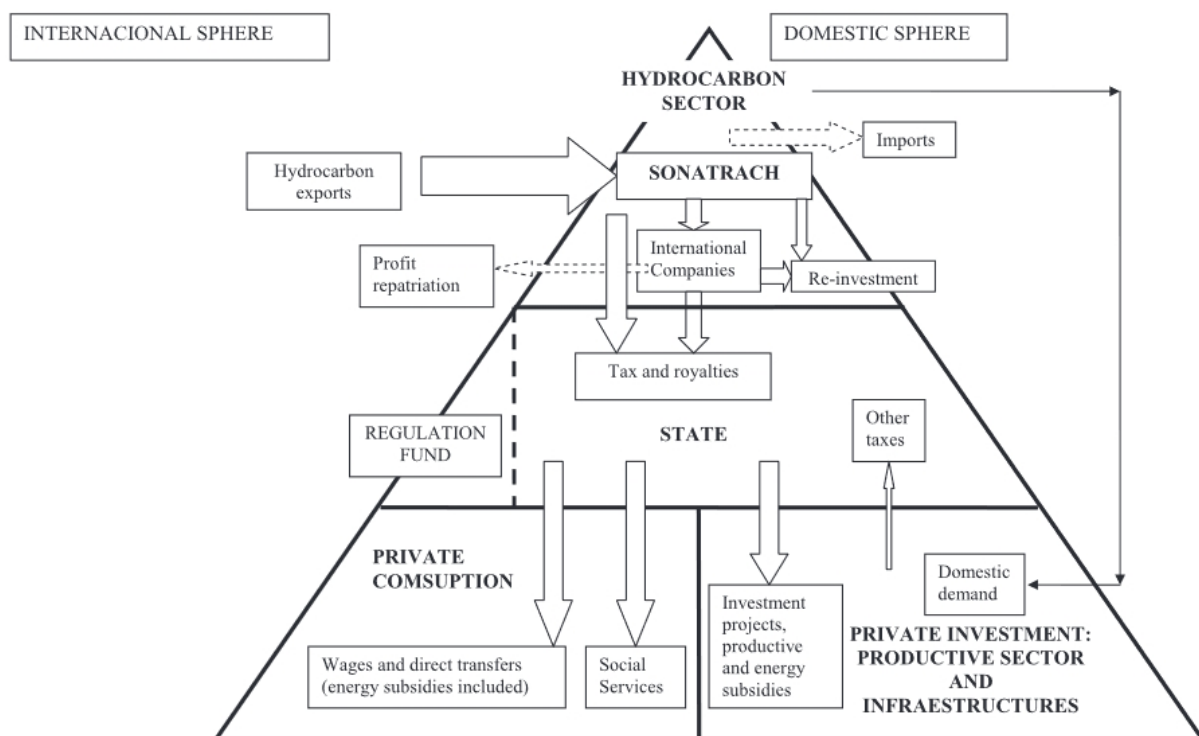 INTERNACIONAL SPHERE
DOMESTIC SPHERE
HYDROCARBON
SECTOR
Imports
Hydrocarbon
exports
SONATRACH
Profit
repatriation
International
Companies
Re-investment
Tax and royalties
REGULATION
FUND
STATE
Other
taxes
PRIVATE
COMSUPTION
Domestic
demand
Wages and direct transfers
(energy subsidies included)
Social
Services
Investment
projects,
productive
and energy
subsidies
PRIVATE INVESTMENT:
PRODUCTIVE SECTOR
AND
INFRAESTRUCTURES